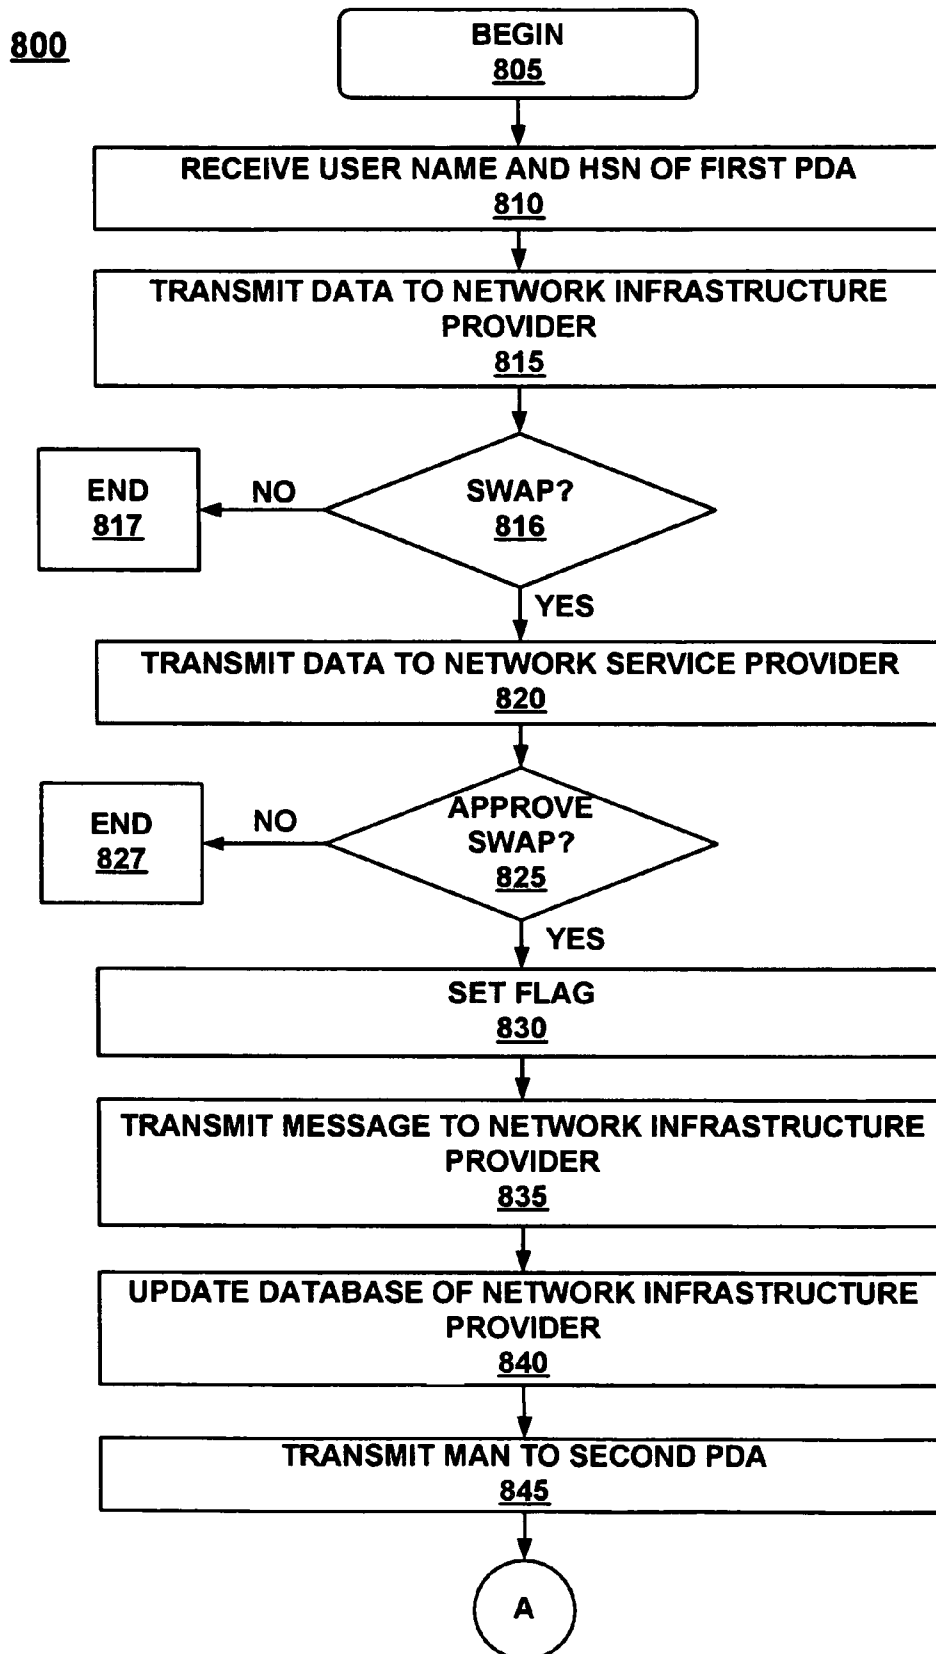 800
BEGIN
805
RECEIVE USER NAME AND HSN OF FIRST PDA
810
TRANSMIT DATA TO NETWORK INFRASTRUCTURE
PROVIDER
815
SWAP?
816
NO
END
817
YES
TRANSMIT DATA TO NETWORK SERVICE PROVIDER
820
APPROVE
SWAP?
825
NO
END
827
YES
SET FLAG
830
TRANSMIT MESSAGE TO NETWORK INFRASTRUCTURE
PROVIDER
835
UPDATE DATABASE OF NETWORK INFRASTRUCTURE
PROVIDER
840
TRANSMIT MAN TO SECOND PDA
845
A